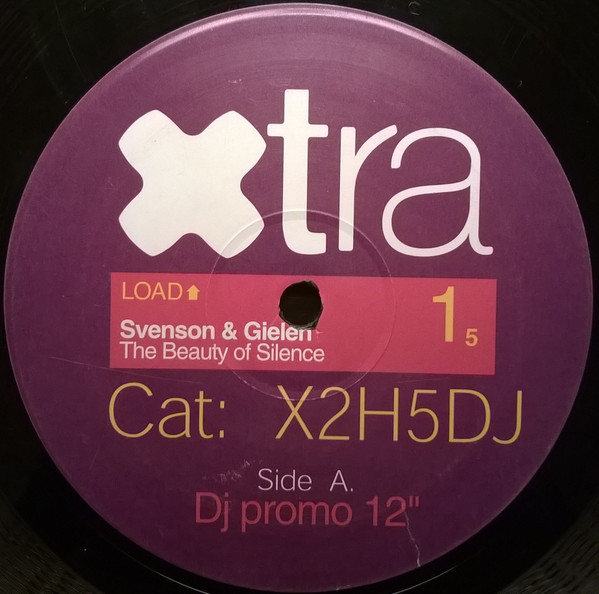 xtra
LOAD
1 5
Svenson & Gielen
The Beauty of Silence
Cat: X2H5DJ
Side A.
Dj promo 12"